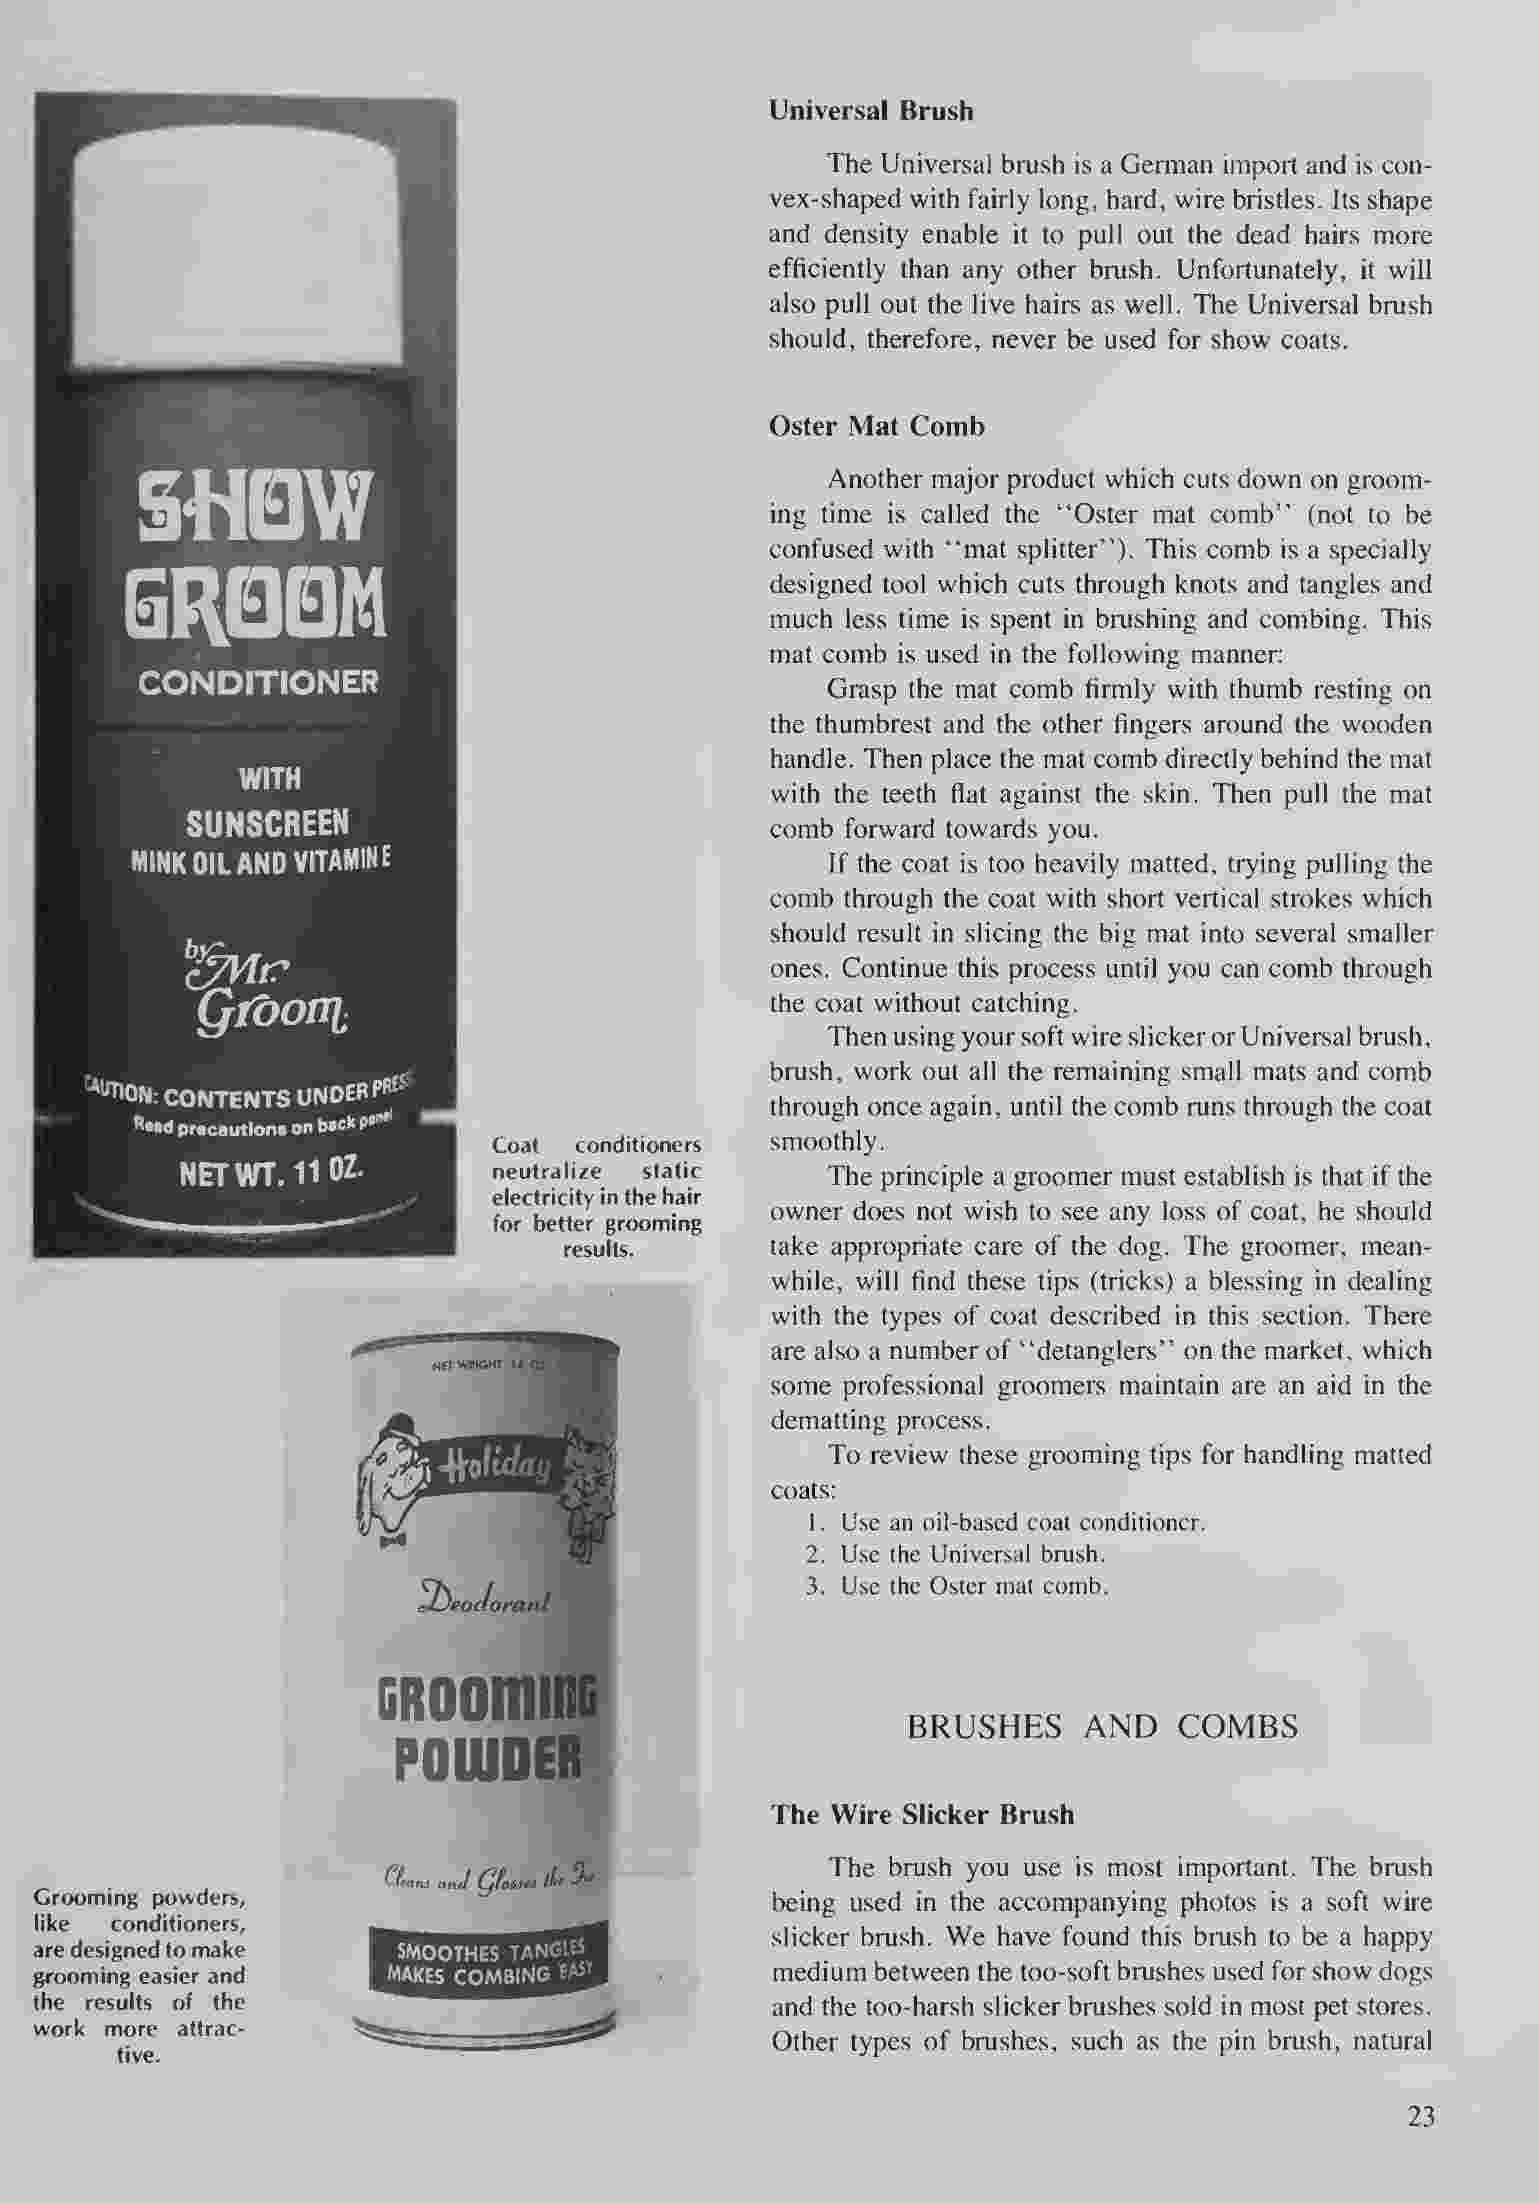 SHOW
GROOM
CONDITIONER
WITH
SUNSCREEN
MINK OIL AND VITAMIN E
by Mr.
Groom.
CAUTION: CONTENTS UNDER PRESS
Read precautions on back panel
NET WT. 11 OZ.
Coat conditioners
neutralize static
electricity in the hair
for better grooming
results.
NET WEIGHT 14 OZ
Holiday
Deodorant
GROOMING
POWDER
Cleans and Glosses the Fur
SMOOTHES TANGLES
MAKES COMBING EASY
Grooming powders,
like conditioners,
are designed to make
grooming easier and
the results of the
work more attrac-
tive.
Universal Brush
The Universal brush is a German import and is con-
vex-shaped with fairly long, hard, wire bristles. Its shape
and density enable it to pull out the dead hairs more
efficiently than any other brush. Unfortunately, it will
also pull out the live hairs as well. The Universal brush
should, therefore, never be used for show coats.
Oster Mat Comb
Another major product which cuts down on groom-
ing time is called the "Oster mat comb" (not to be
confused with "mat splitter"). This comb is a specially
designed tool which cuts through knots and tangles and
much less time is spent in brushing and combing. This
mat comb is used in the following manner:
Grasp the mat comb firmly with thumb resting on
the thumbrest and the other fingers around the wooden
handle. Then place the mat comb directly behind the mat
with the teeth flat against the skin. Then pull the mat
comb forward towards you.
If the coat is too heavily matted, trying pulling the
comb through the coat with short vertical strokes which
should result in slicing the big mat into several smaller
ones. Continue this process until you can comb through
the coat without catching.
Then using your soft wire slicker or Universal brush,
brush, work out all the remaining small mats and comb
through once again, until the comb runs through the coat
smoothly.
The principle a groomer must establish is that if the
owner does not wish to see any loss of coat, he should
take appropriate care of the dog. The groomer, mean-
while, will find these tips (tricks) a blessing in dealing
with the types of coat described in this section. There
are also a number of "detanglers" on the market, which
some professional groomers maintain are an aid in the
dematting process.
To review these grooming tips for handling matted
coats:
1. Use an oil-based coat conditioner.
2. Use the Universal brush.
3. Use the Oster mat comb.
BRUSHES AND COMBS
The Wire Slicker Brush
The brush you use is most important. The brush
being used in the accompanying photos is a soft wire
slicker brush. We have found this brush to be a happy
medium between the too-soft brushes used for show dogs
and the too-harsh slicker brushes sold in most pet stores.
Other types of brushes, such as the pin brush, natural
23